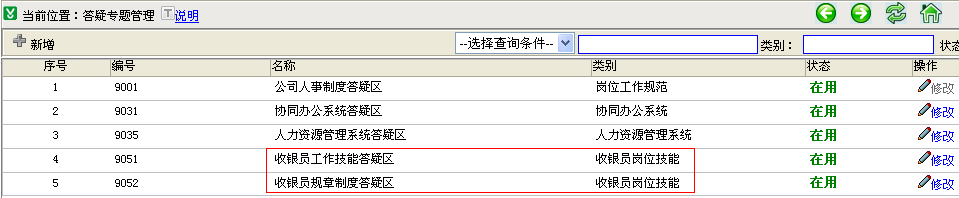 当前位置：答疑专题管理 说明
新增 --选择查询条件-- 类别： 状态
序号 编号 名称 类别 状态 操作
1 9001 公司人事制度答疑区 岗位工作规范 在用 修改
2 9031 协同办公系统答疑区 协同办公系统 在用 修改
3 9035 人力资源管理系统答疑区 人力资源管理系统 在用 修改
4 9051 收银员工作技能答疑区 收银员岗位技能 在用 修改
5 9052 收银员规章制度答疑区 收银员岗位技能 在用 修改